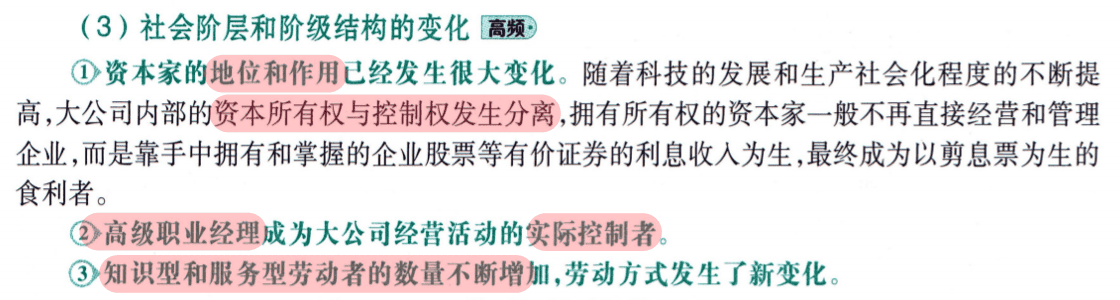 （3）社会阶层和阶级结构的变化 高频
①资本家的地位和作用已经发生很大变化。随着科技的发展和生产社会化程度的不断提
高,大公司内部的资本所有权与控制权发生分离,拥有所有权的资本家一般不再直接经营和管理
企业,而是靠手中拥有和掌握的企业股票等有价证券的利息收入为生,最终成为以剪息票为生的
食利者。
②高级职业经理成为大公司经营活动的实际控制者。
③知识型和服务型劳动者的数量不断增加,劳动方式发生了新变化。